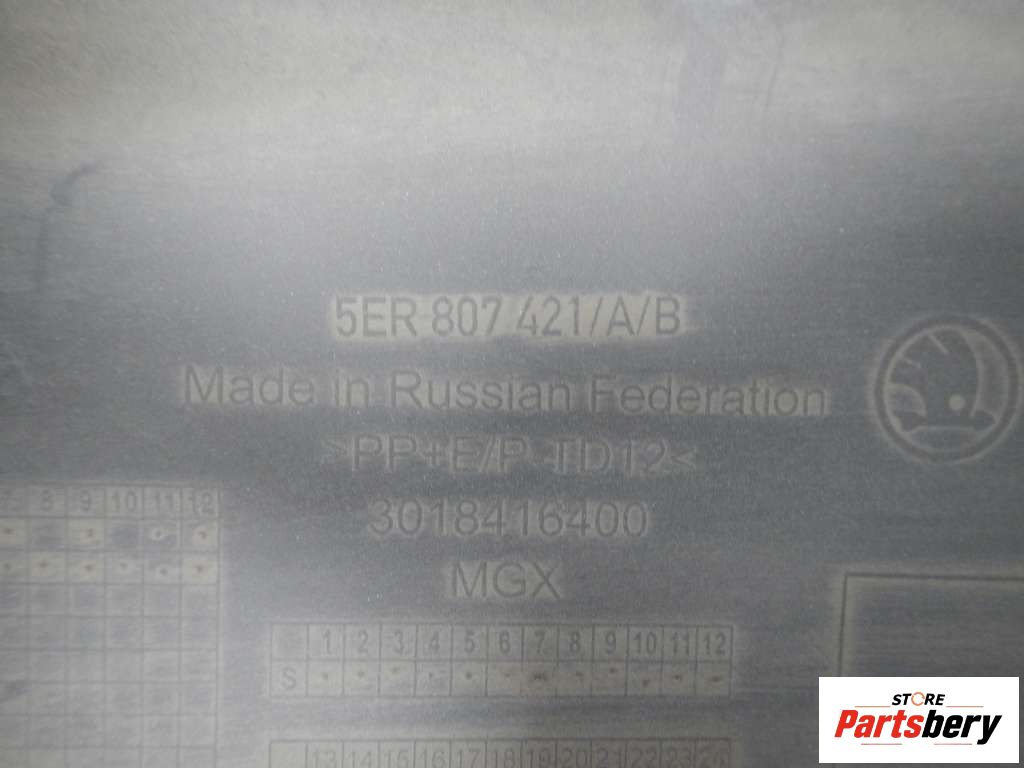 5ER 807 421/A/B
Made in Russian Federation
>PP+E/P-TD12<
3018416400
MGX
7 8 9 10 11 12
1 2 3 4 5 6 7 8 9 10 11 12
S
13 14 15 16 17 18 19 20 21 22 23 24
STORE
Partsbery